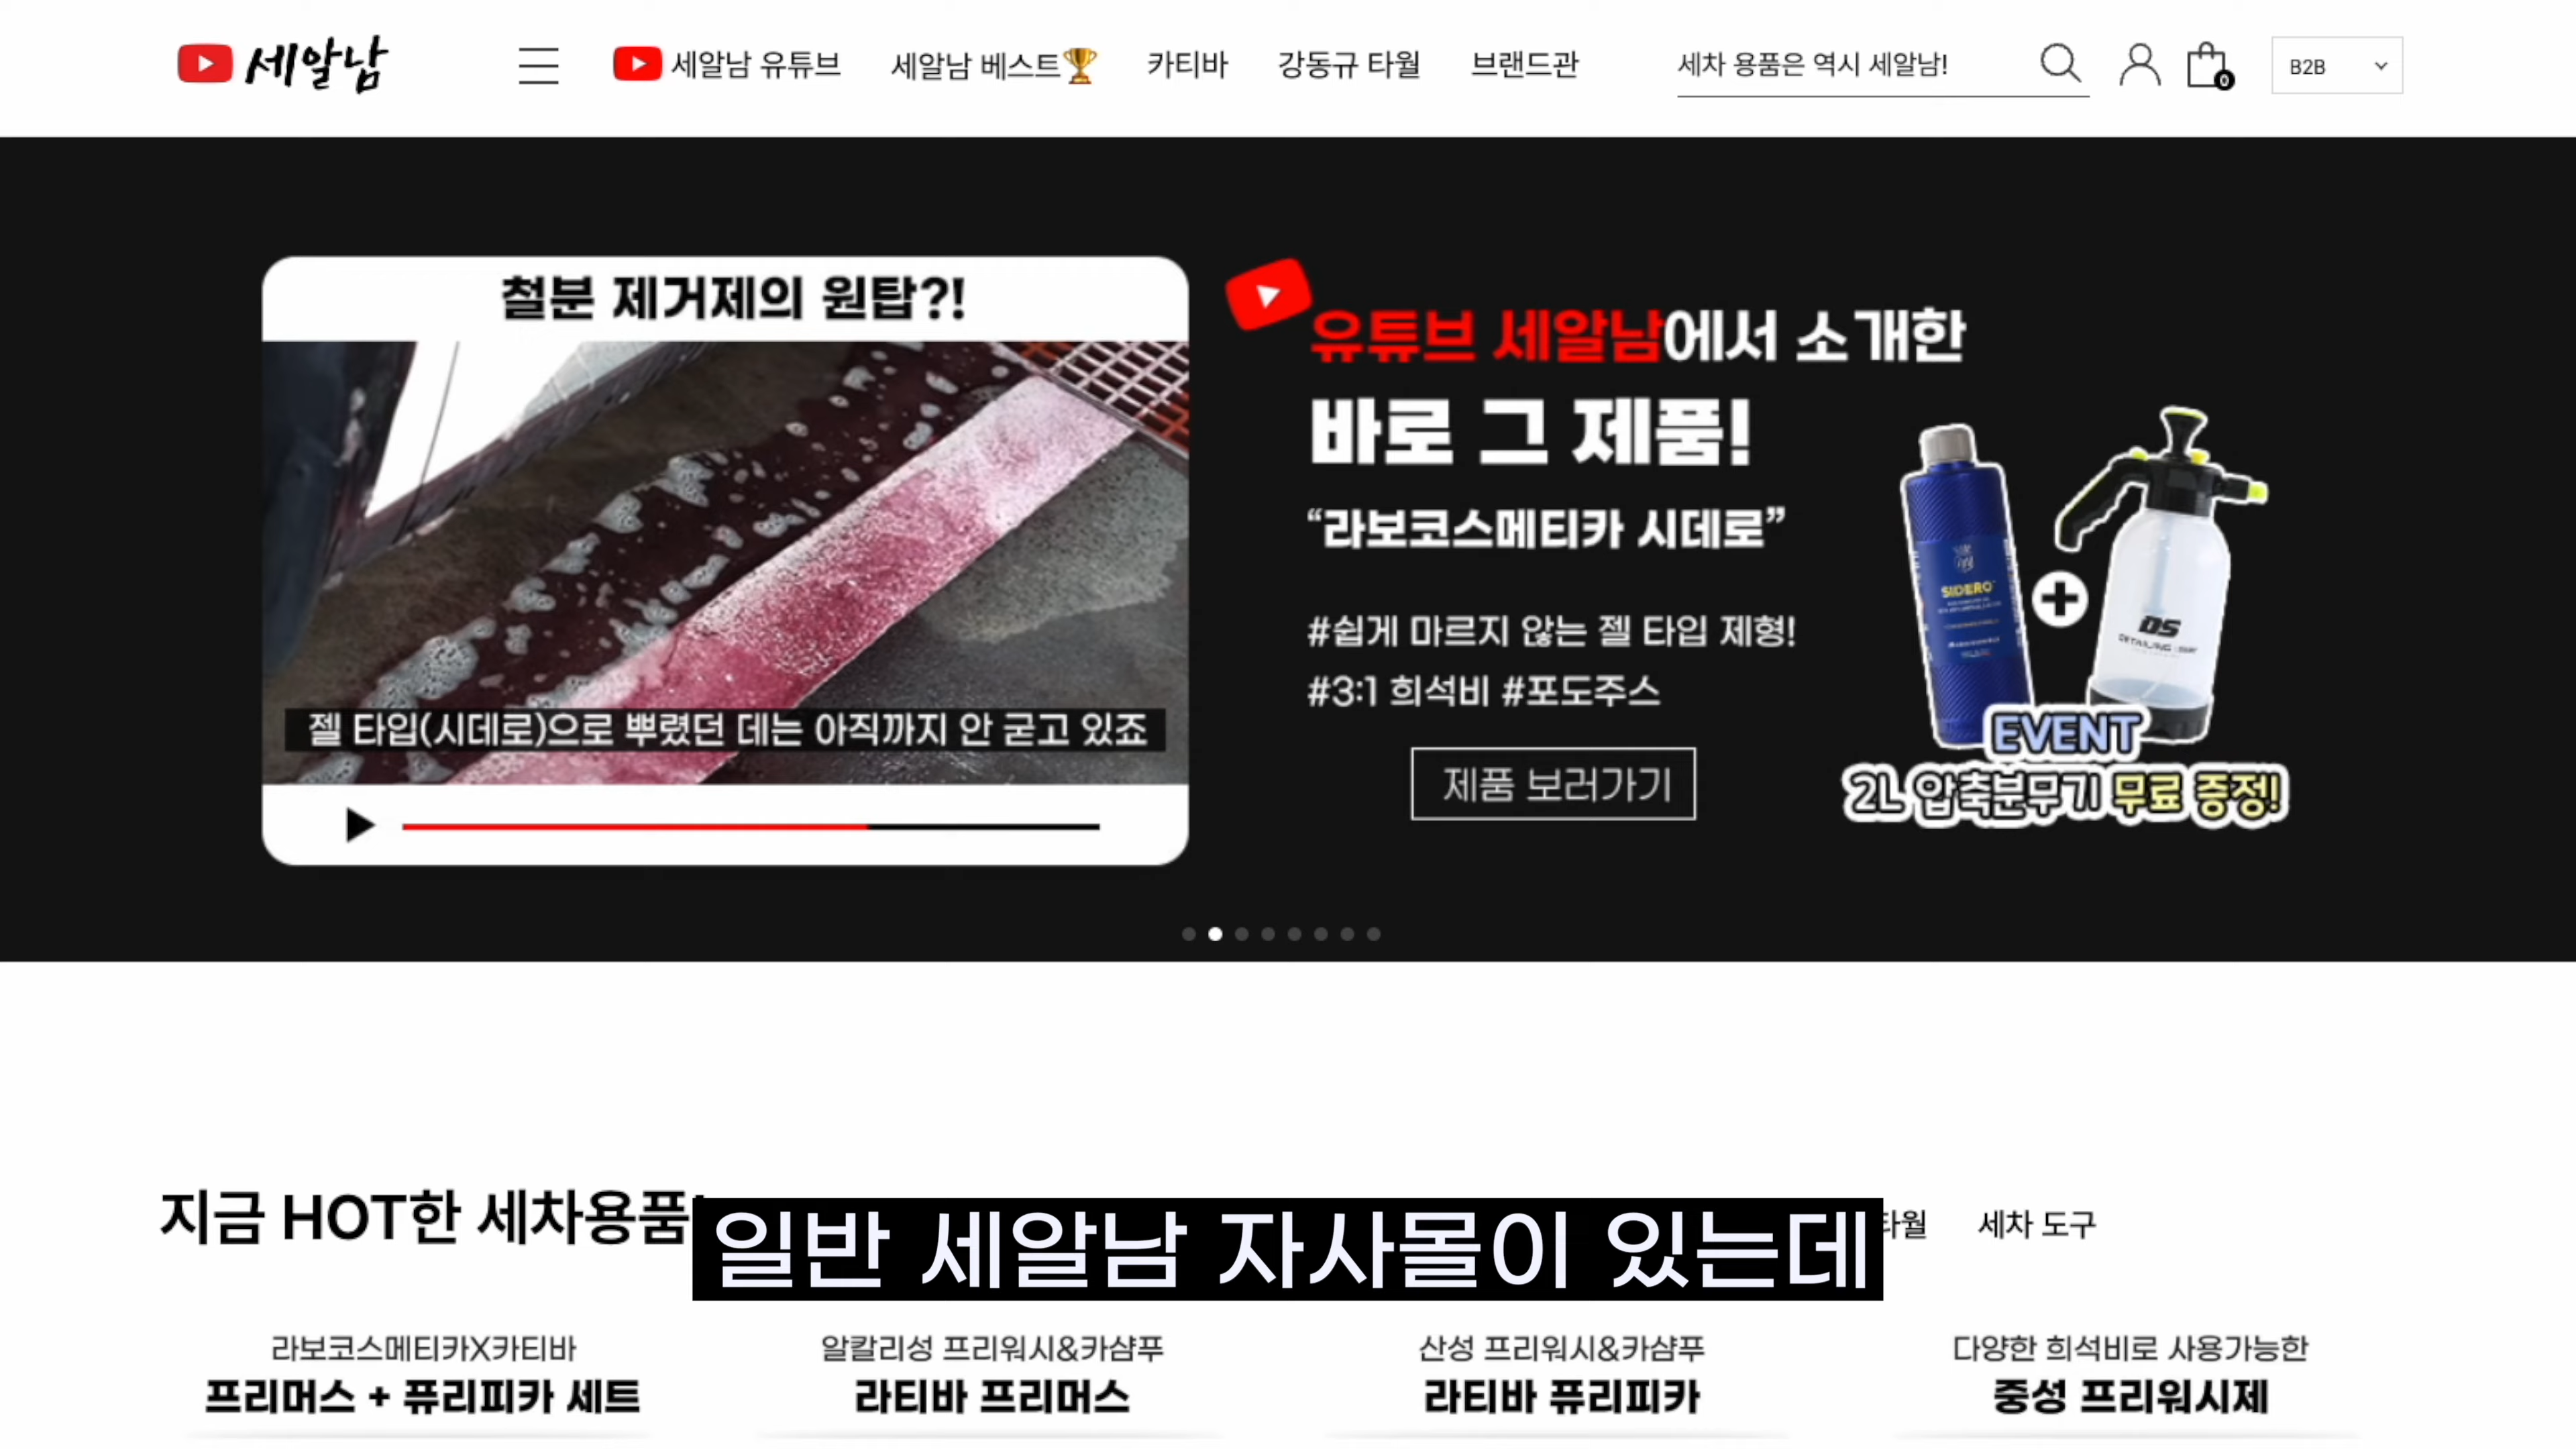 세알남
세알남 유튜브
세알남 베스트
카티바
강동규 타월
브랜드관
세차 용품은 역시 세알남!
0
B2B
철분 제거제의 원탑?!
젤 타입(시데로)으로 뿌렸던 데는 아직까지 안 굳고 있죠
유튜브 세알남에서 소개한
바로 그 제품!
“라보코스메티카 시데로”
#쉽게 마르지 않는 젤 타입 제형!
#3:1 희석비 #포도주스
제품 보러가기
SIDERO
DS
EVENT
2L 압축분무기 무료 증정!
지금 HOT한 세차용품
타월
세차 도구
일반 세알남 자사몰이 있는데
라보코스메티카X카티바
프리머스 + 퓨리피카 세트
알칼리성 프리워시&카샴푸
라티바 프리머스
산성 프리워시&카샴푸
라티바 퓨리피카
다양한 희석비로 사용가능한
중성 프리워시제